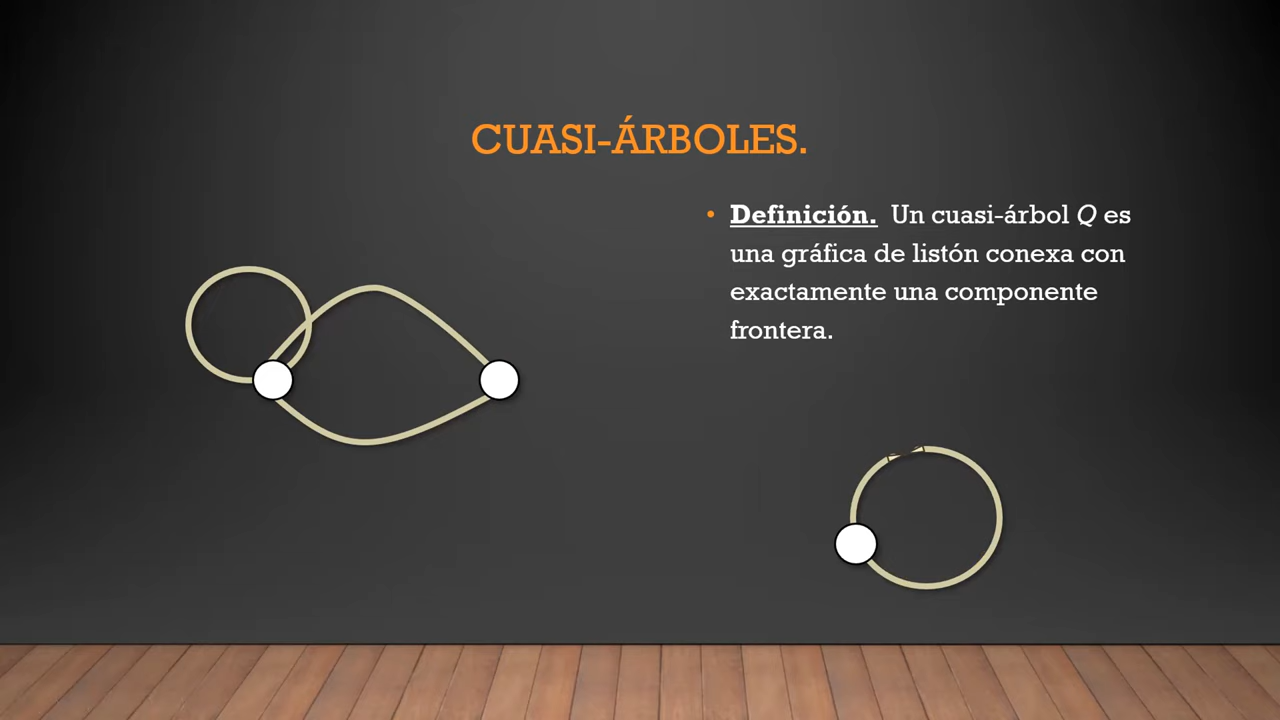 CUASI-ÁRBOLES.
• Definición. Un cuasi-árbol Q es
una gráfica de listón conexa con
exactamente una componente
frontera.